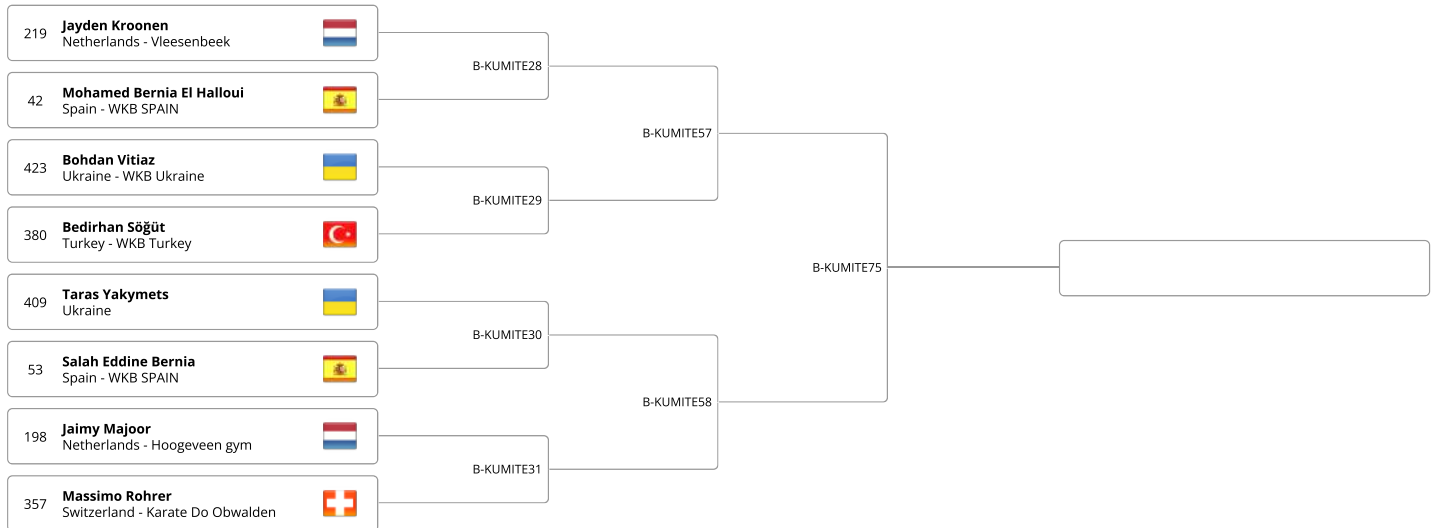 219
Jayden Kroonen
Netherlands - Vleesenbeek
42
Mohamed Bernia El Halloui
Spain - WKB SPAIN
423
Bohdan Vitiaz
Ukraine - WKB Ukraine
380
Bedirhan Söğüt
Turkey - WKB Turkey
409
Taras Yakymets
Ukraine
53
Salah Eddine Bernia
Spain - WKB SPAIN
198
Jaimy Majoor
Netherlands - Hoogeveen gym
357
Massimo Rohrer
Switzerland - Karate Do Obwalden
B-KUMITE28
B-KUMITE29
B-KUMITE30
B-KUMITE31
B-KUMITE57
B-KUMITE58
B-KUMITE75